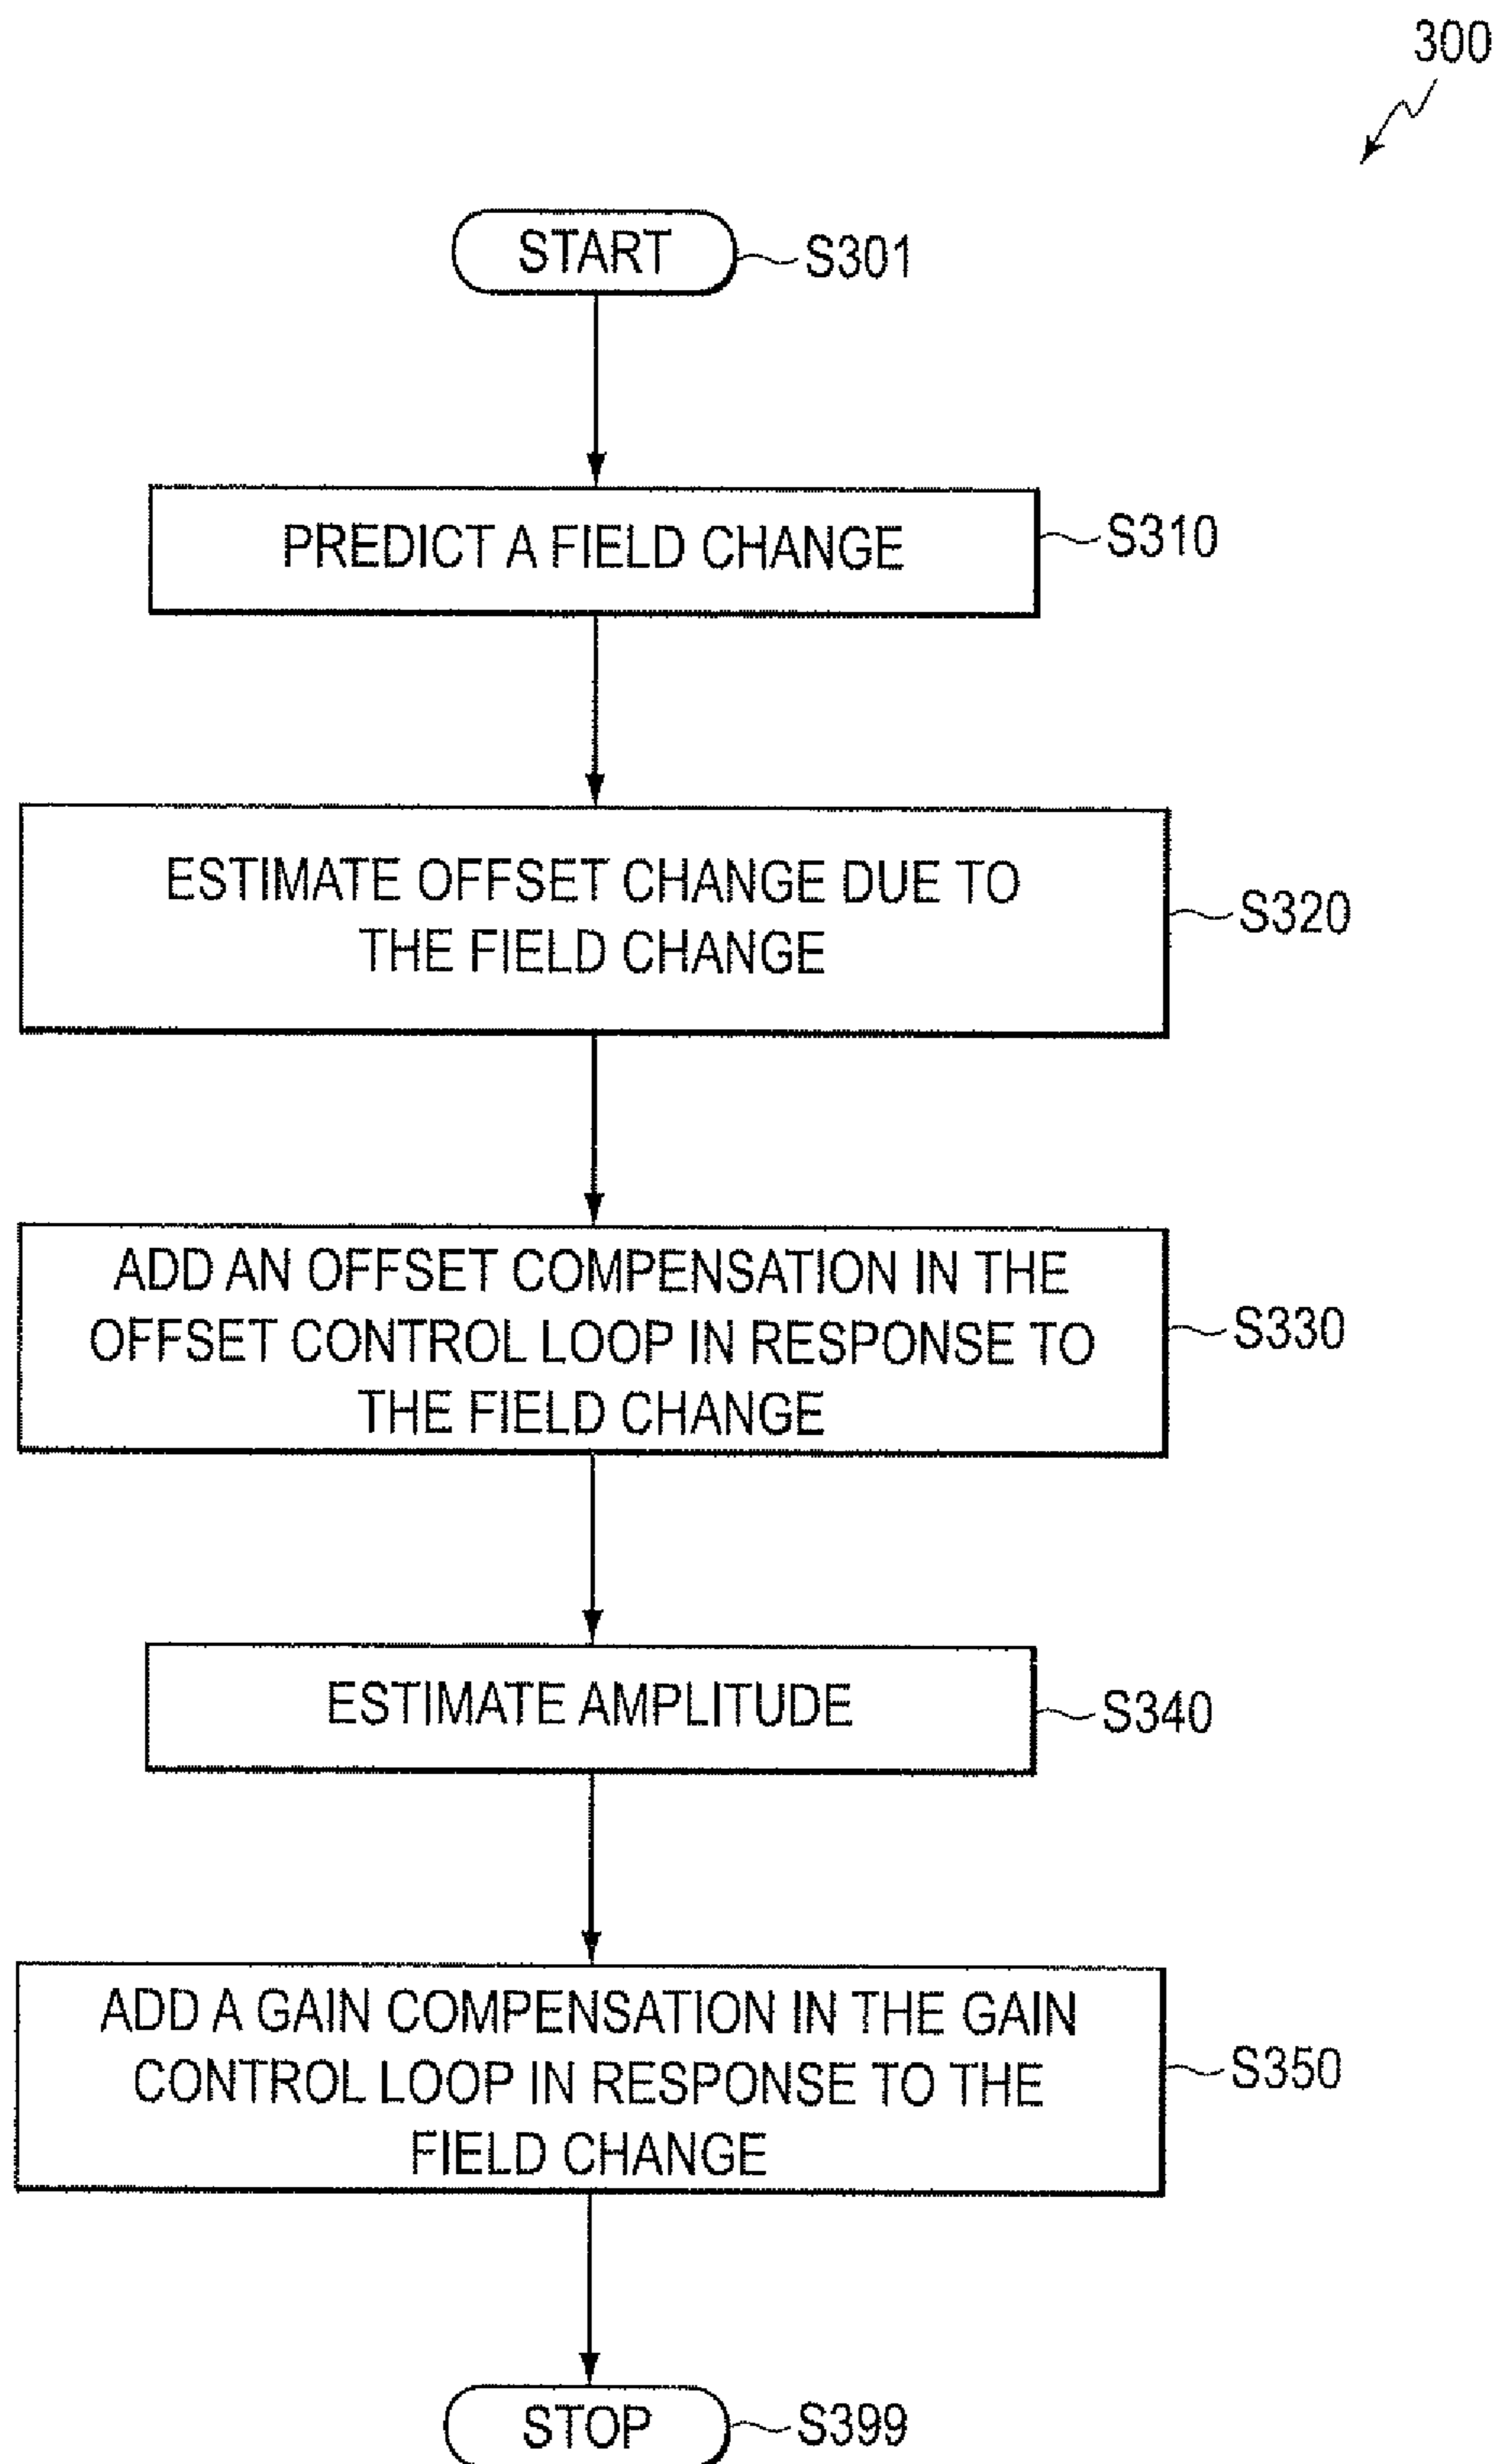 300
START
S301
PREDICT A FIELD CHANGE
S310
ESTIMATE OFFSET CHANGE DUE TO
THE FIELD CHANGE
S320
ADD AN OFFSET COMPENSATION IN THE
OFFSET CONTROL LOOP IN RESPONSE TO
THE FIELD CHANGE
S330
ESTIMATE AMPLITUDE
S340
ADD A GAIN COMPENSATION IN THE GAIN
CONTROL LOOP IN RESPONSE TO THE
FIELD CHANGE
S350
STOP
S399